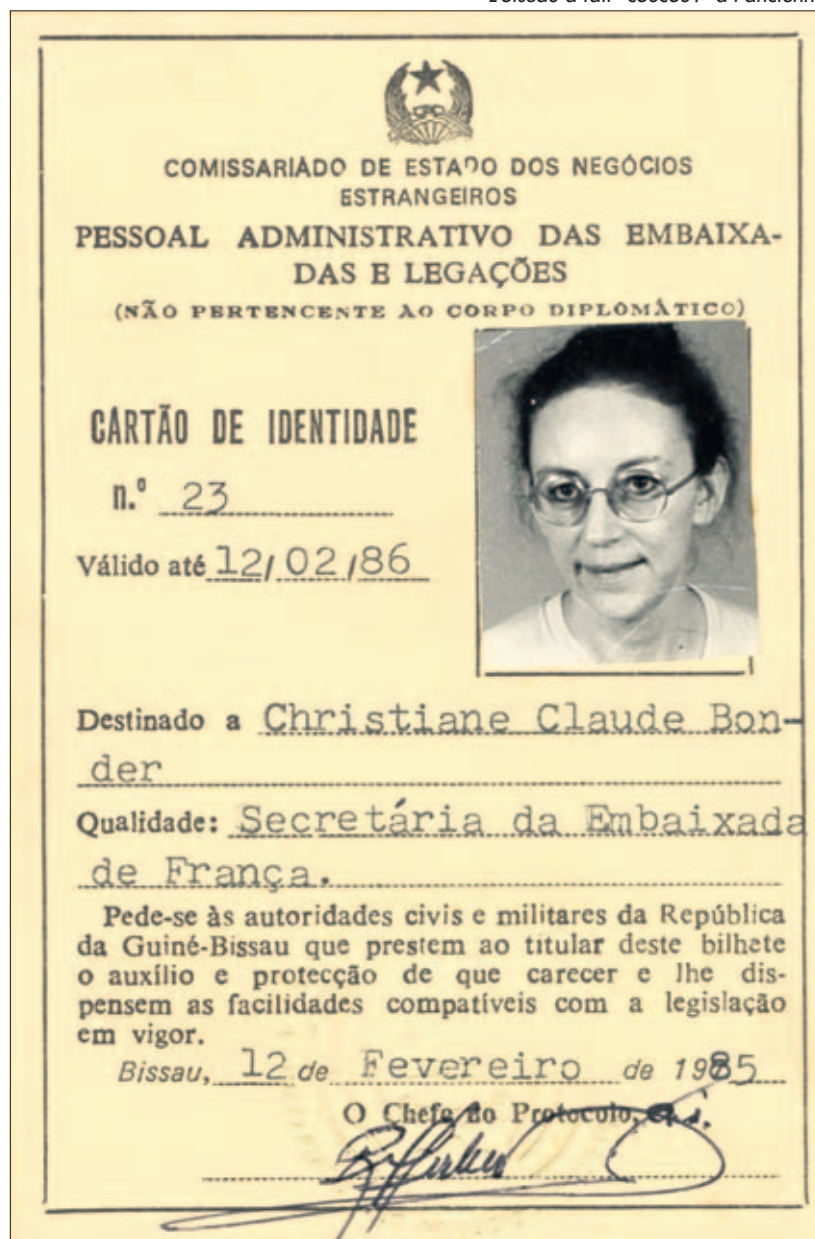 COMISSARIADO DE ESTADO DOS NEGÓCIOS
ESTRANGEIROS
PESSOAL ADMINISTRATIVO DAS EMBAIXA-
DAS E LEGAÇÕES
(NÃO PERTENCENTE AO CORPO DIPLOMÁTICO)
CARTÃO DE IDENTIDADE
n.º 23
Válido até 12/02/86
Destinado a Christiane Claude Bon-
der
Qualidade: Secretária da Embaixada
de França.
Pede-se às autoridades civis e militares da República
da Guiné-Bissau que prestem ao titular deste bilhete
o auxílio e protecção de que carecer e lhe dis-
pensem as facilidades compatíveis com a legislação
em vigor.
Bissau, 12 de Fevereiro de 1985
O Chefe do Protocolo,